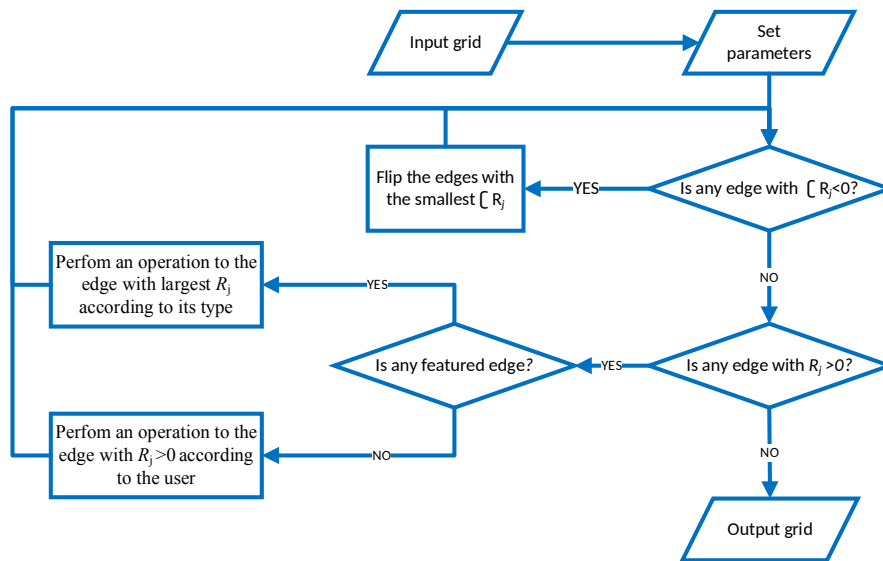 Input grid
Set
parameters
Flip the edges with
the smallest ⎧ Rj
YES
Is any edge with ⎧ Rj<0?
NO
Perfom an operation to the
edge with largest Rj
according to its type
YES
Is any featured edge?
YES
Is any edge with Rj >0?
Perfom an operation to the
edge with Rj >0 according
to the user
NO
NO
Output grid